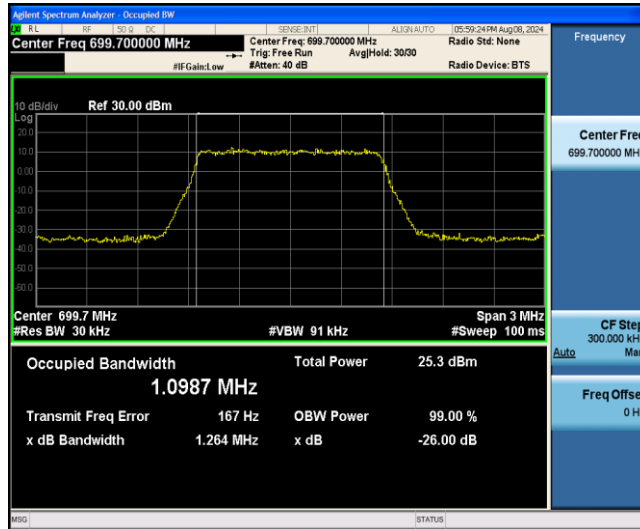 Agilent Spectrum Analyzer - Occupied BW
RL RF 50 Ω DC SENSE:INT ALIGN AUTO 05:59:24 PM Aug 08, 2024
Center Freq 699.700000 MHz
Center Freq: 699.700000 MHz
Radio Std: None
Trig: Free Run Avg|Hold: 30/30
#IFGain:Low
#Atten: 40 dB
Radio Device: BTS
Frequency
10 dB/div Ref 30.00 dBm
Log
20.0
10.0
0.00
-10.0
-20.0
-30.0
-40.0
-50.0
-60.0
Center 699.7 MHz Span 3 MHz
#Res BW 30 kHz #VBW 91 kHz #Sweep 100 ms
Occupied Bandwidth Total Power 25.3 dBm
1.0987 MHz
Transmit Freq Error 167 Hz OBW Power 99.00 %
x dB Bandwidth 1.264 MHz x dB -26.00 dB
Center Fre
699.700000 MH
CF Step
300.000 kH
Auto Ma
Freq Offse
0 H
MSG STATUS